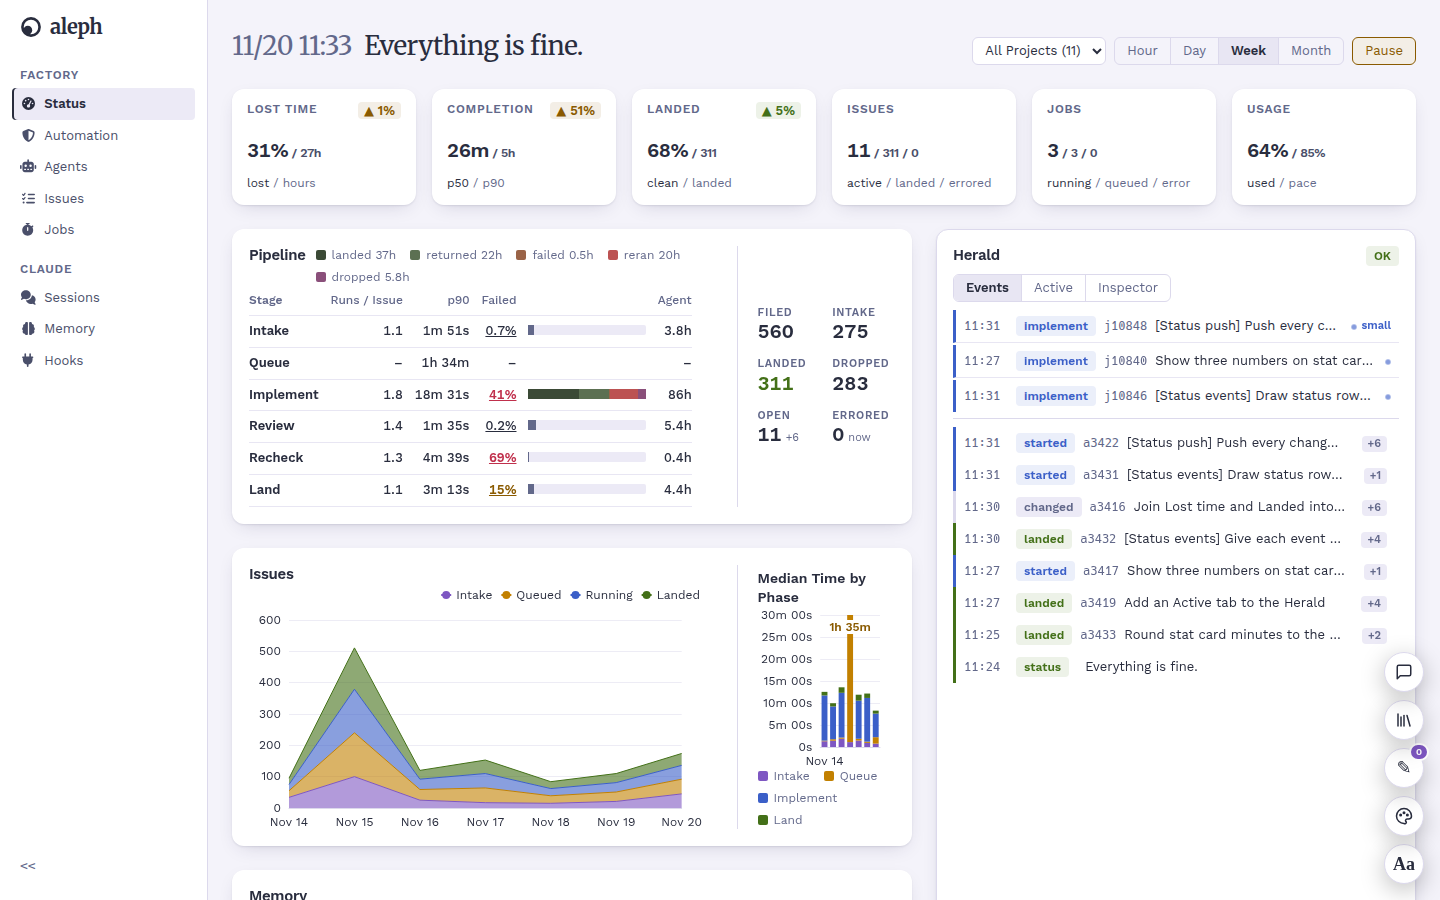 aleph
FACTORY
Status
Automation
Agents
Issues
Jobs
CLAUDE
Sessions
Memory
Hooks
<<
11/20 11:33 Everything is fine.
All Projects (11)
Hour Day Week Month
Pause
LOST TIME ▲ 1%
31% / 27h
lost / hours
COMPLETION ▲ 51%
26m / 5h
p50 / p90
LANDED ▲ 5%
68% / 311
clean / landed
ISSUES
11 / 311 / 0
active / landed / errored
JOBS
3 / 3 / 0
running / queued / error
USAGE
64% / 85%
used / pace
Pipeline landed 37h returned 22h failed 0.5h reran 20h
dropped 5.8h
Stage Runs / Issue p90 Failed Agent
Intake 1.1 1m 51s 0.7% 3.8h
Queue – 1h 34m – –
Implement 1.8 18m 31s 41% 86h
Review 1.4 1m 35s 0.2% 5.4h
Recheck 1.3 4m 39s 69% 0.4h
Land 1.1 3m 13s 15% 4.4h
FILED INTAKE
560 275
LANDED DROPPED
311 283
OPEN ERRORED
11 +6 0 now
Issues
Intake Queued Running Landed
600
500
400
300
200
100
0
Nov 14 Nov 15 Nov 16 Nov 17 Nov 18 Nov 19 Nov 20
Median Time by
Phase
30m 00s
1h 35m
25m 00s
20m 00s
15m 00s
10m 00s
5m 00s
0s
Nov 14
Intake Queue
Implement
Land
Memory
Herald OK
Events Active Inspector
11:31 implement j10848 [Status push] Push every c... small
11:27 implement j10840 Show three numbers on stat car...
11:31 implement j10846 [Status events] Draw status row...
11:31 started a3422 [Status push] Push every chang... +6
11:31 started a3431 [Status events] Draw status row... +1
11:30 changed a3416 Join Lost time and Landed into... +6
11:30 landed a3432 [Status events] Give each event ... +4
11:27 started a3417 Show three numbers on stat car... +1
11:27 landed a3419 Add an Active tab to the Herald +4
11:25 landed a3433 Round stat card minutes to the ... +2
11:24 status Everything is fine.
0
Aa